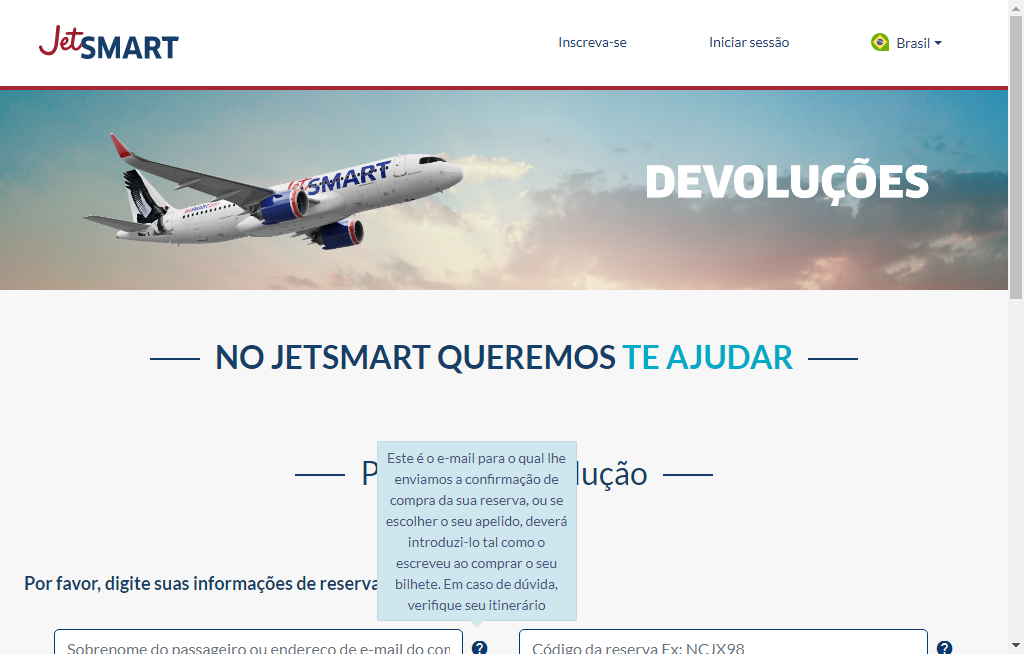 JetSMART
Inscreva-se
Iniciar sessão
Brasil
JetSMART
DEVOLUÇÕES
NO JETSMART QUEREMOS TE AJUDAR
Este é o e-mail para o qual lhe
enviamos a confirmação de
compra da sua reserva, ou se
escolher o seu apelido, deverá
introduzi-lo tal como o
escreveu ao comprar o seu
bilhete. Em caso de dúvida,
verifique seu itinerário
Por favor, digite suas informações de reserva
Sobrenome do passageiro ou endereço de e-mail do con
?
Código da reserva Ex: NCJX98
?